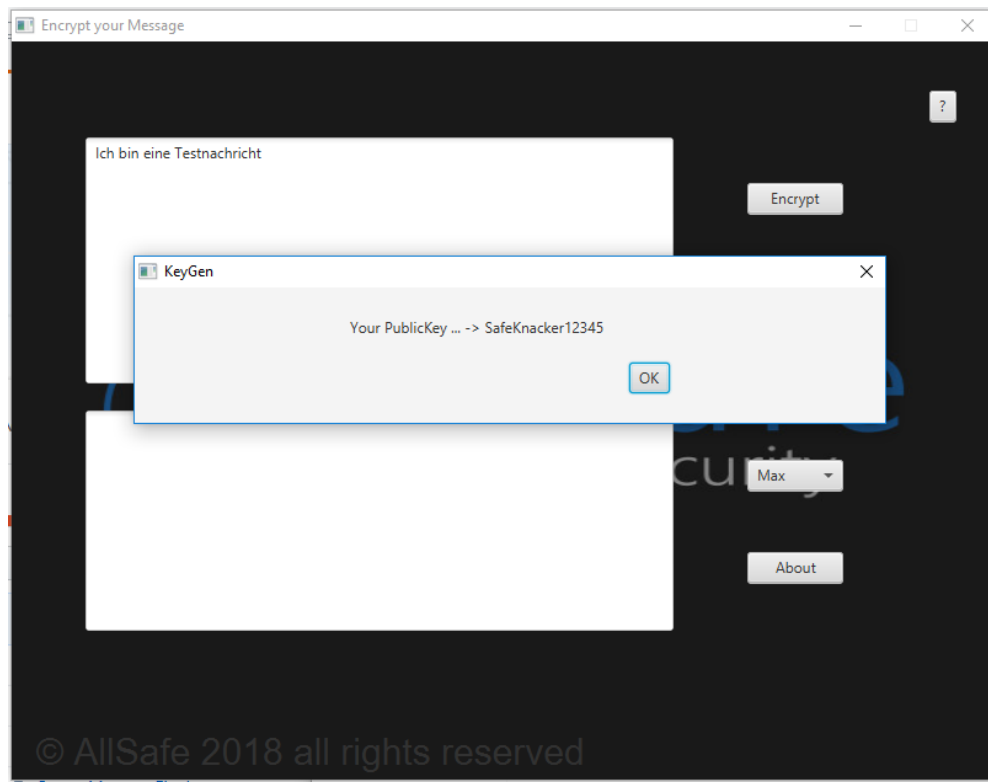 Encrypt your Message
?
Ich bin eine Testnachricht
Encrypt
KeyGen
Your PublicKey ... -> SafeKnacker12345
OK
Max
About
© AllSafe 2018 all rights reserved